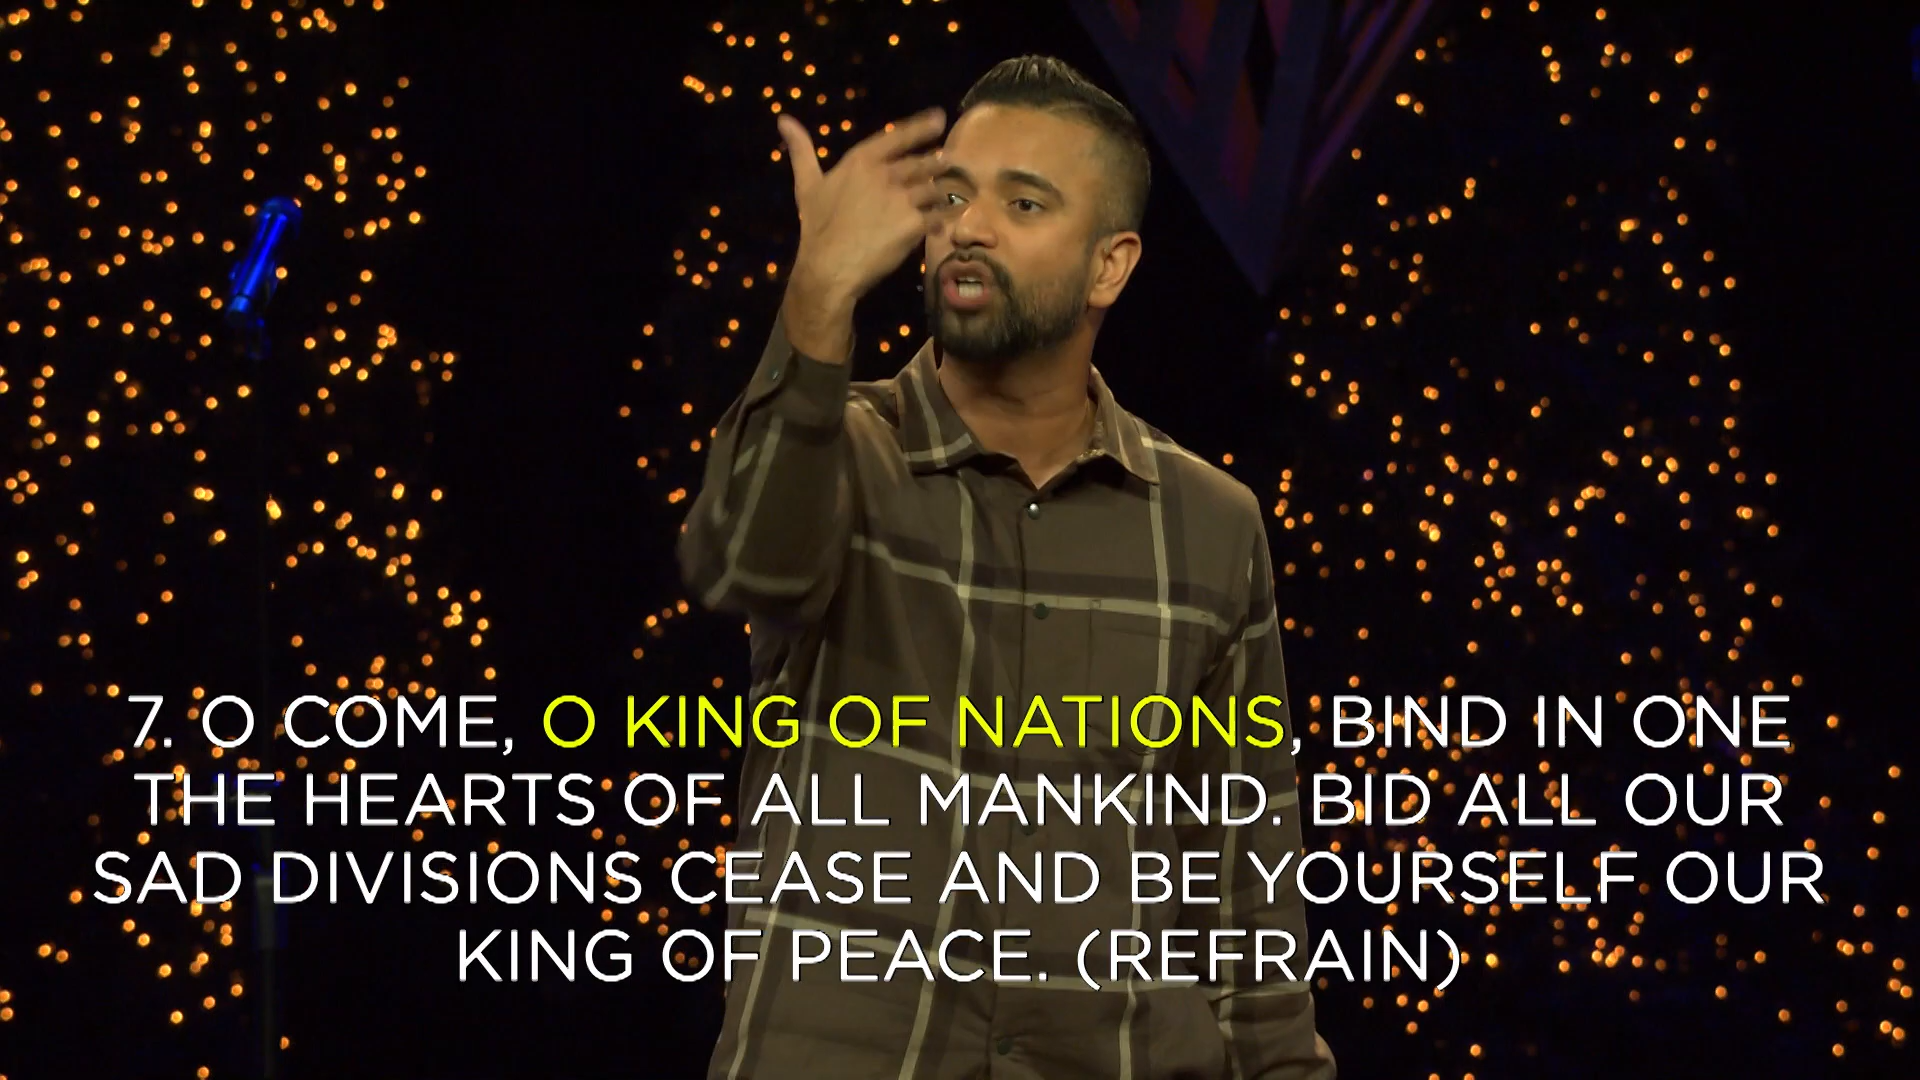 7. O COME, O KING OF NATIONS, BIND IN ONE
THE HEARTS OF ALL MANKIND. BID ALL OUR
SAD DIVISIONS CEASE AND BE YOURSELF OUR
KING OF PEACE. (REFRAIN)